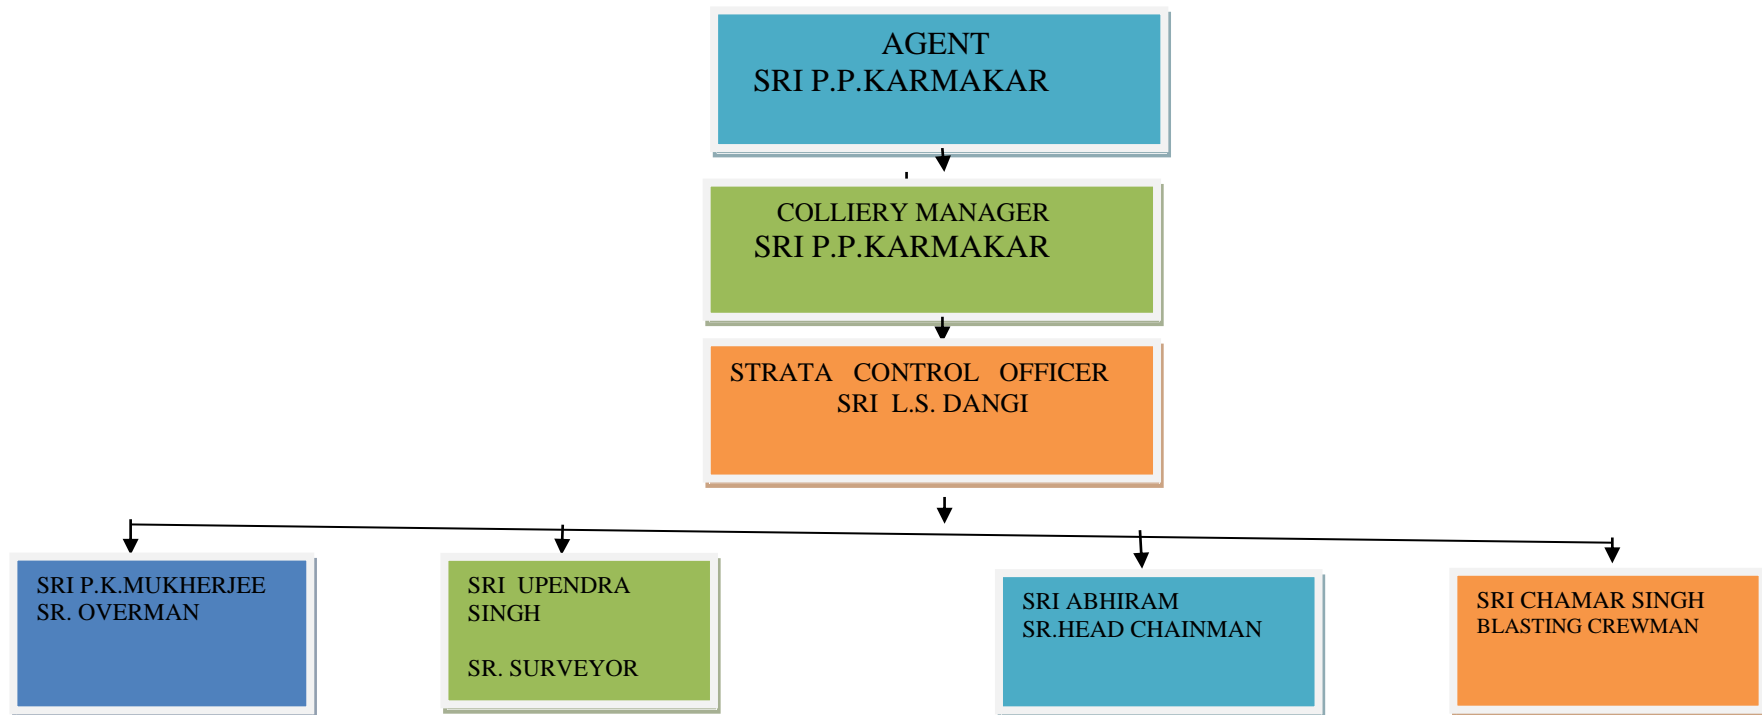 AGENT
SRI P.P.KARMAKAR
COLLIERY MANAGER
SRI P.P.KARMAKAR
STRATA CONTROL OFFICER
SRI L.S. DANGI
SRI P.K.MUKHERJEE
SR. OVERMAN
SRI UPENDRA
SINGH
SR. SURVEYOR
SRI ABHIRAM
SR.HEAD CHAINMAN
SRI CHAMAR SINGH
BLASTING CREWMAN